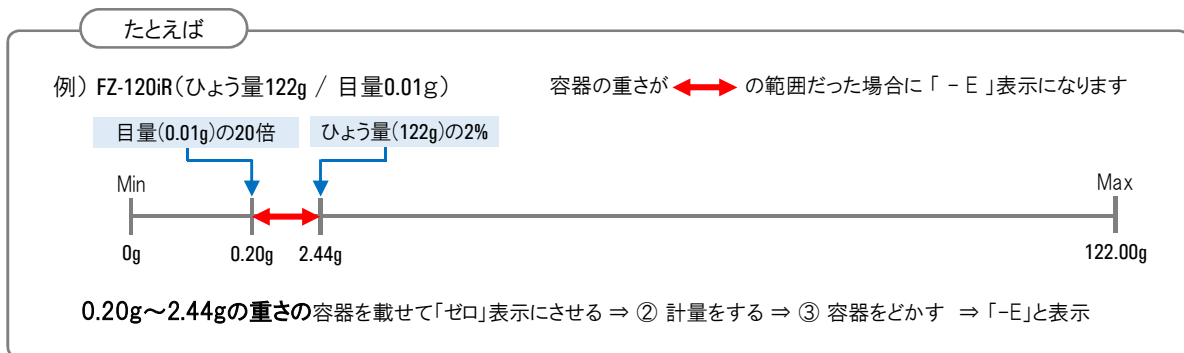 たとえば
例) FZ-120iR(ひょう量122g / 目量0.01g)
容器の重さが の範囲だった場合に「 - E 」表示になります
目量(0.01g)の20倍
ひょう量(122g)の2%
Min
Max
0g
0.20g
2.44g
122.00g
0.20g～2.44gの重さの容器を載せて「ゼロ」表示にさせる ⇒ ② 計量をする ⇒ ③ 容器をどかす ⇒「-E」と表示